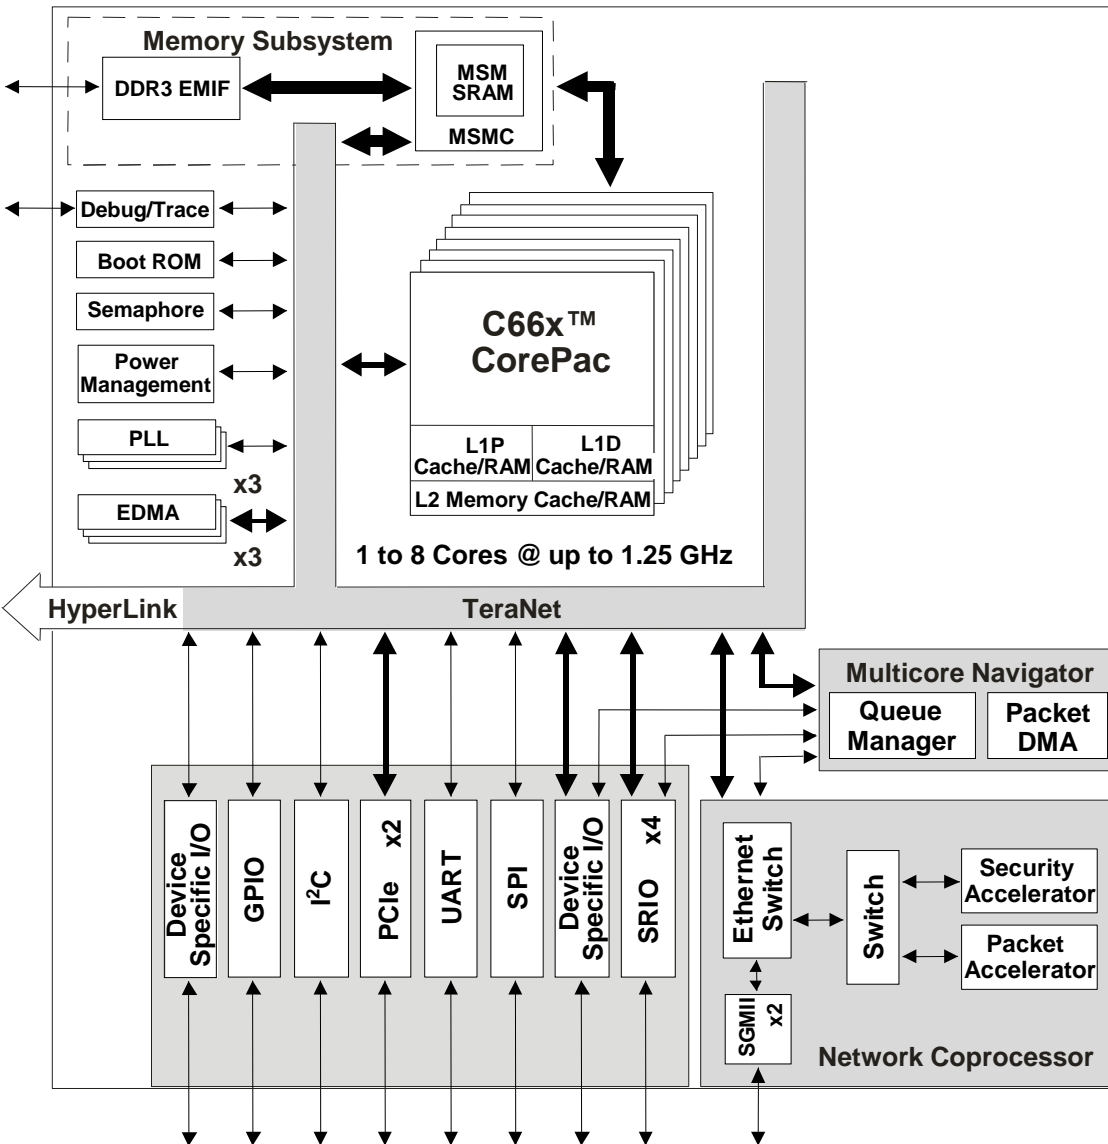 Memory Subsystem
DDR3 EMIF
MSM
SRAM
MSMC
Debug/Trace
Boot ROM
Semaphore
Power
Management
PLL
x3
EDMA
x3
C66x™
CorePac
L1P
Cache/RAM
L1D
Cache/RAM
L2 Memory Cache/RAM
1 to 8 Cores @ up to 1.25 GHz
HyperLink
TeraNet
Multicore Navigator
Queue
Manager
Packet
DMA
Device
Specific I/O
GPIO
I²C
PCIe x2
UART
SPI
Device
Specific I/O
SRIO x4
Ethernet
Switch
Switch
Security
Accelerator
Packet
Accelerator
SGMII
x2
Network Coprocessor